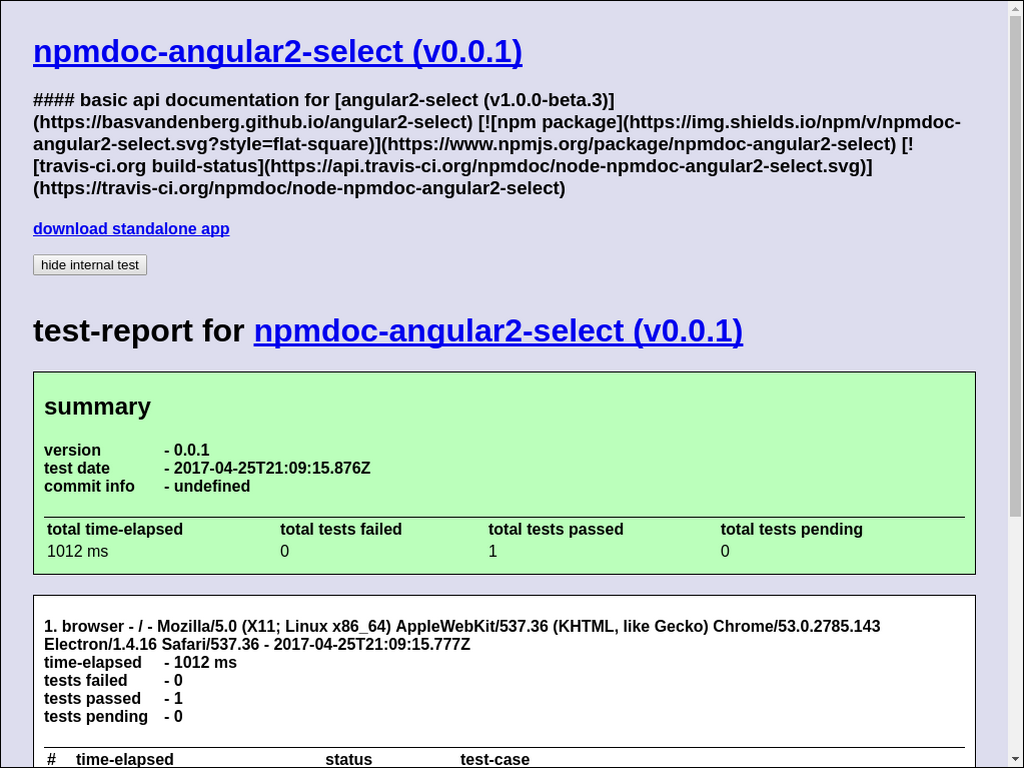 npmdoc-angular2-select (v0.0.1)
#### basic api documentation for [angular2-select (v1.0.0-beta.3)]
(https://basvandenberg.github.io/angular2-select) [![npm package](https://img.shields.io/npm/v/npmdoc-
angular2-select.svg?style=flat-square)](https://www.npmjs.org/package/npmdoc-angular2-select) [!
[travis-ci.org build-status](https://api.travis-ci.org/npmdoc/node-npmdoc-angular2-select.svg)]
(https://travis-ci.org/npmdoc/node-npmdoc-angular2-select)
download standalone app
hide internal test
test-report for npmdoc-angular2-select (v0.0.1)
summary
version - 0.0.1
test date - 2017-04-25T21:09:15.876Z
commit info - undefined
total time-elapsed total tests failed total tests passed total tests pending
1012 ms 0 1 0
1. browser - / - Mozilla/5.0 (X11; Linux x86_64) AppleWebKit/537.36 (KHTML, like Gecko) Chrome/53.0.2785.143
Electron/1.4.16 Safari/537.36 - 2017-04-25T21:09:15.777Z
time-elapsed - 1012 ms
tests failed - 0
tests passed - 1
tests pending - 0
# time-elapsed status test-case